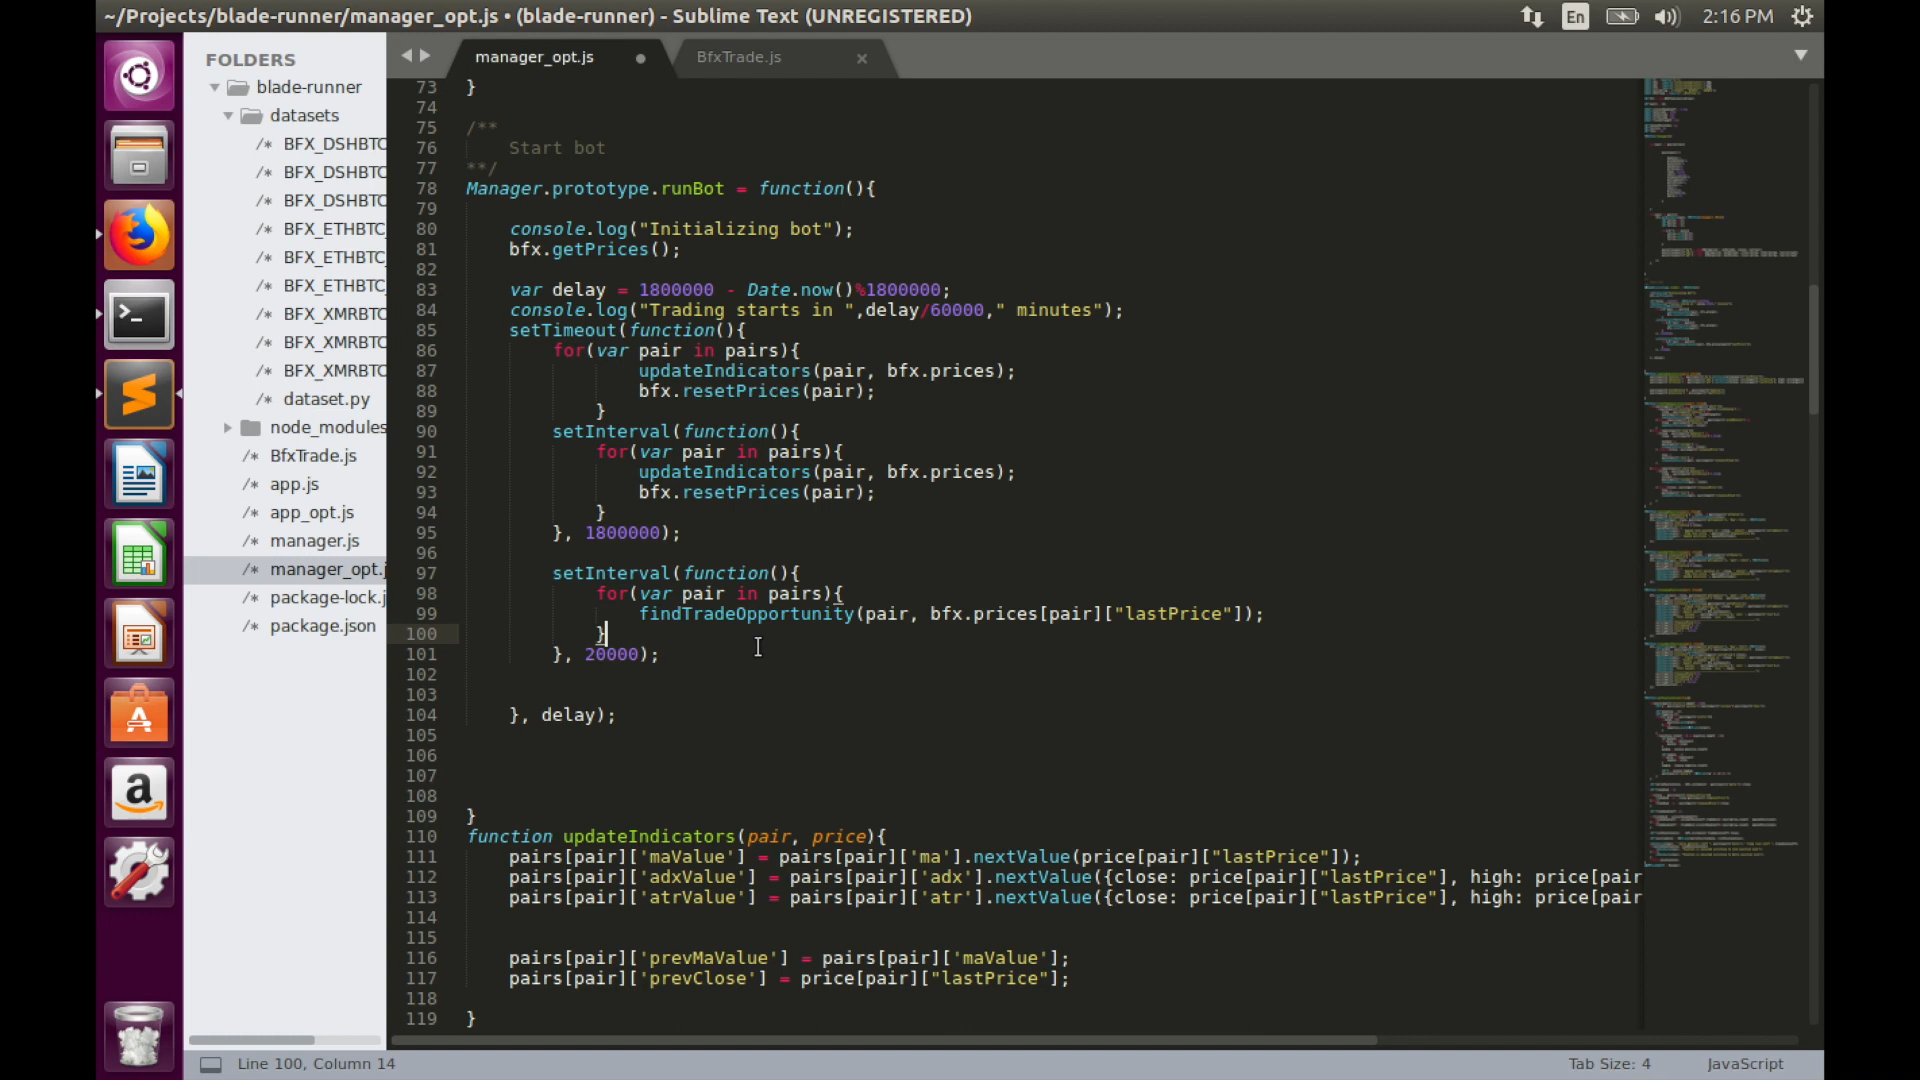 ~/Projects/blade-runner/manager_opt.js • (blade-runner) - Sublime Text (UNREGISTERED)
En
2:16 PM
FOLDERS
blade-runner
datasets
/* BFX_DSHBTC
/* BFX_DSHBTC
/* BFX_DSHBTC
/* BFX_ETHBTC
/* BFX_ETHBTC
/* BFX_ETHBTC
/* BFX_XMRBTC
/* BFX_XMRBTC
/* BFX_XMRBTC
/* dataset.py
node_modules
/* BfxTrade.js
/* app.js
/* app_opt.js
/* manager.js
/* manager_opt.j
/* package-lock.j
/* package.json
manager_opt.js
BfxTrade.js
73 }
74
75 /**
76 Start bot
77 **/
78 Manager.prototype.runBot = function(){
79
80 console.log("Initializing bot");
81 bfx.getPrices();
82
83 var delay = 1800000 - Date.now()%1800000;
84 console.log("Trading starts in ",delay/60000," minutes");
85 setTimeout(function(){
86 for(var pair in pairs){
87 updateIndicators(pair, bfx.prices);
88 bfx.resetPrices(pair);
89 }
90 setInterval(function(){
91 for(var pair in pairs){
92 updateIndicators(pair, bfx.prices);
93 bfx.resetPrices(pair);
94 }
95 }, 1800000);
96
97 setInterval(function(){
98 for(var pair in pairs){
99 findTradeOpportunity(pair, bfx.prices[pair]["lastPrice"]);
100 }
101 }, 20000);
102
103
104 }, delay);
105
106
107
108
109 }
110 function updateIndicators(pair, price){
111 pairs[pair]['maValue'] = pairs[pair]['ma'].nextValue(price[pair]["lastPrice"]);
112 pairs[pair]['adxValue'] = pairs[pair]['adx'].nextValue({close: price[pair]["lastPrice"], high: price[pair
113 pairs[pair]['atrValue'] = pairs[pair]['atr'].nextValue({close: price[pair]["lastPrice"], high: price[pair
114
115
116 pairs[pair]['prevMaValue'] = pairs[pair]['maValue'];
117 pairs[pair]['prevClose'] = price[pair]["lastPrice"];
118
119 }
Line 100, Column 14
Tab Size: 4
JavaScript